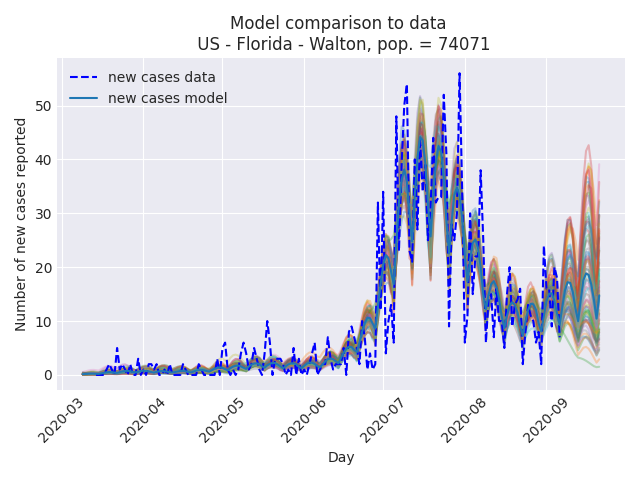 Model comparison to data
US - Florida - Walton, pop. = 74071
new cases data
new cases model
Number of new cases reported
50
40
30
20
10
0
2020-03
2020-04
2020-05
2020-06
2020-07
2020-08
2020-09
Day